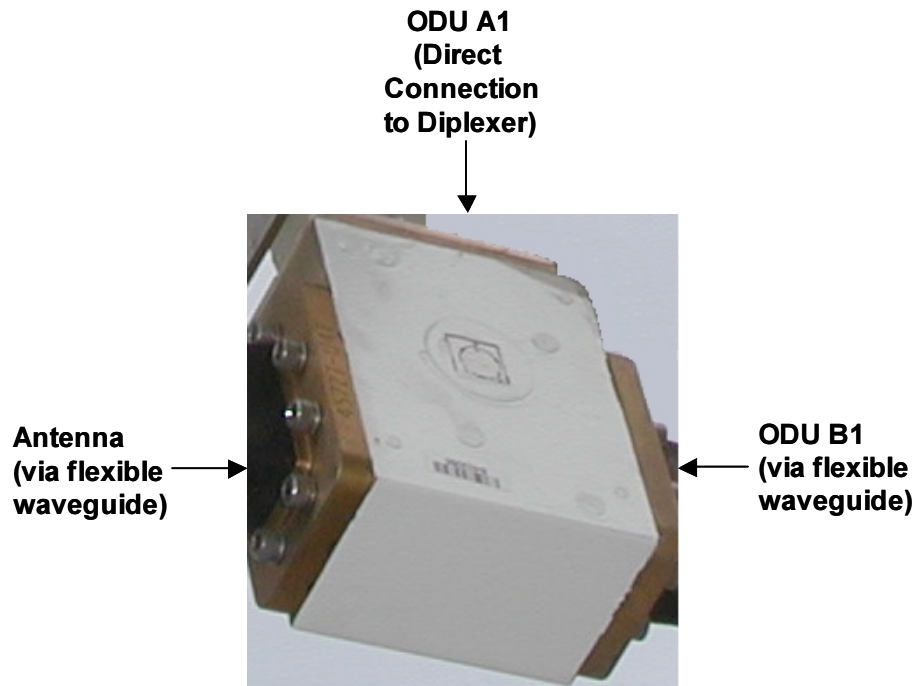 ODU A1
(Direct
Connection
to Diplexer)
Antenna
(via flexible
waveguide)
ODU B1
(via flexible
waveguide)